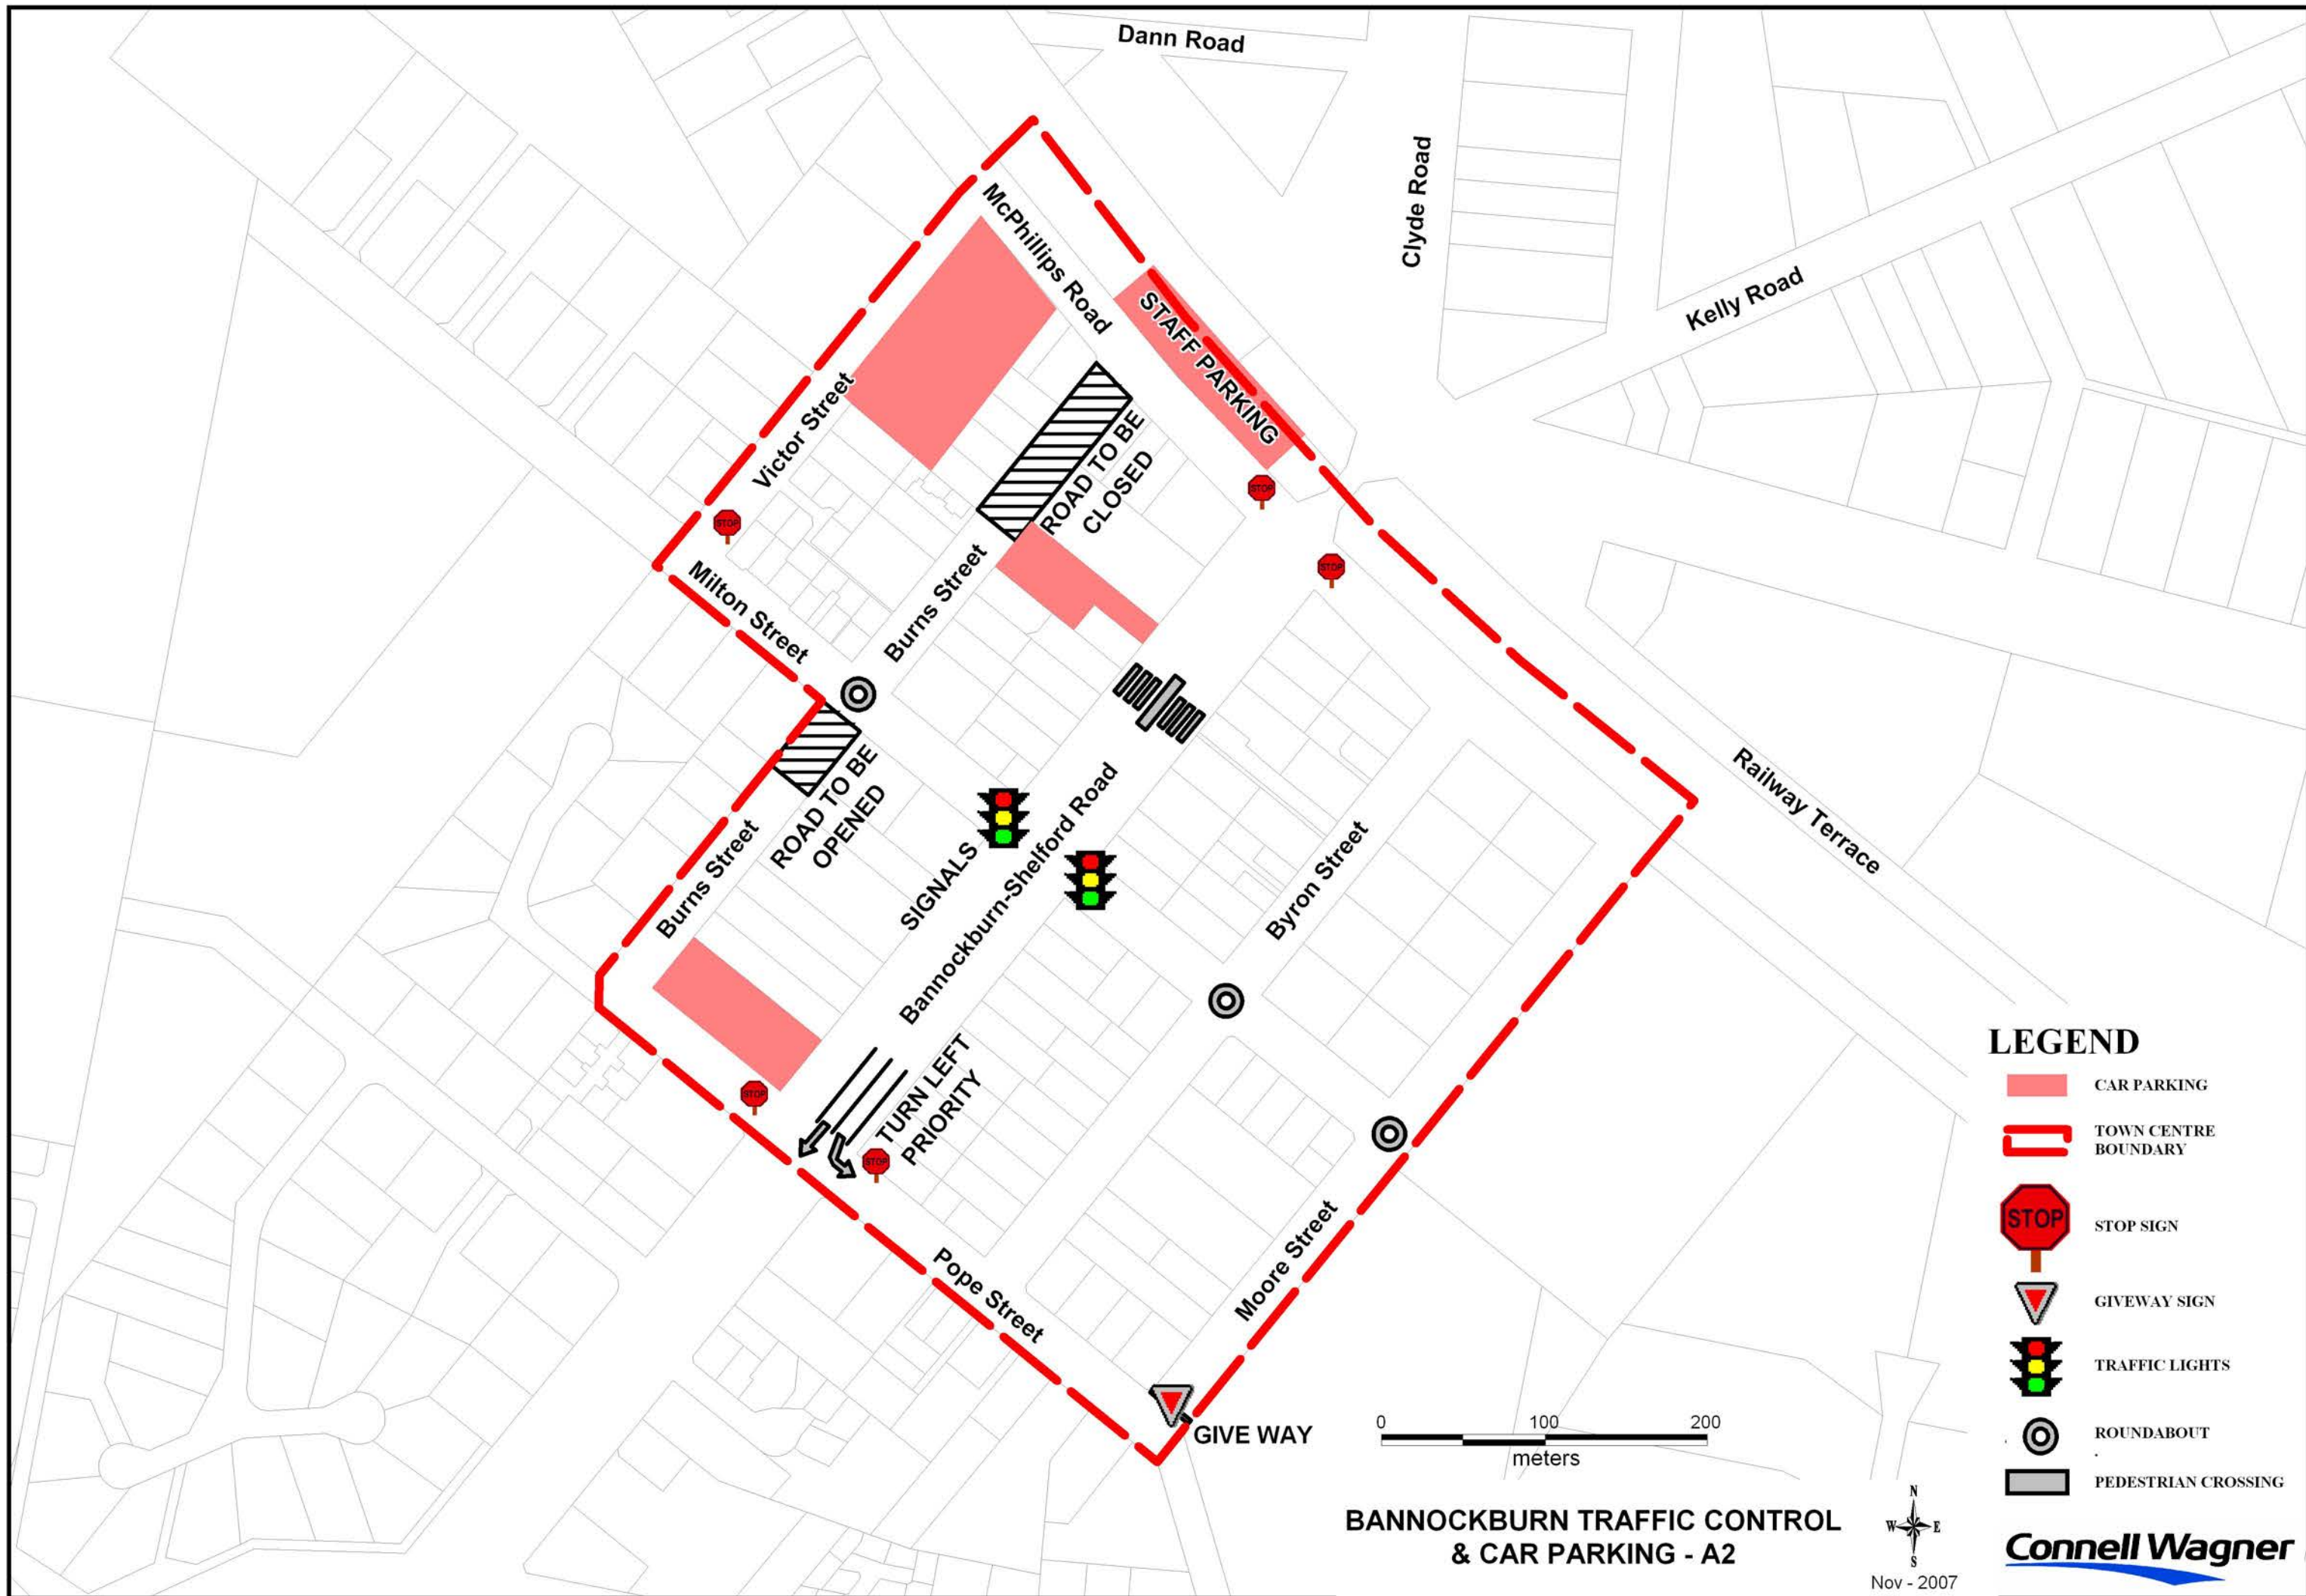 Dann Road
Clyde Road
Kelly Road
McPhillips Road
STAFF PARKING
Victor Street
ROAD TO BE
CLOSED
STOP
STOP
STOP
Milton Street
Burns Street
ROAD TO BE
OPENED
Burns Street
SIGNALS
Bannockburn-Shelford Road
Byron Street
Railway Terrace
TURN LEFT
PRIORITY
STOP
STOP
Pope Street
Moore Street
GIVE WAY
LEGEND
CAR PARKING
TOWN CENTRE
BOUNDARY
STOP
STOP SIGN
GIVEWAY SIGN
TRAFFIC LIGHTS
ROUNDABOUT
PEDESTRIAN CROSSING
0 100 200
meters
BANNOCKBURN TRAFFIC CONTROL
& CAR PARKING - A2
N
W E
S
Nov - 2007
Connell Wagner